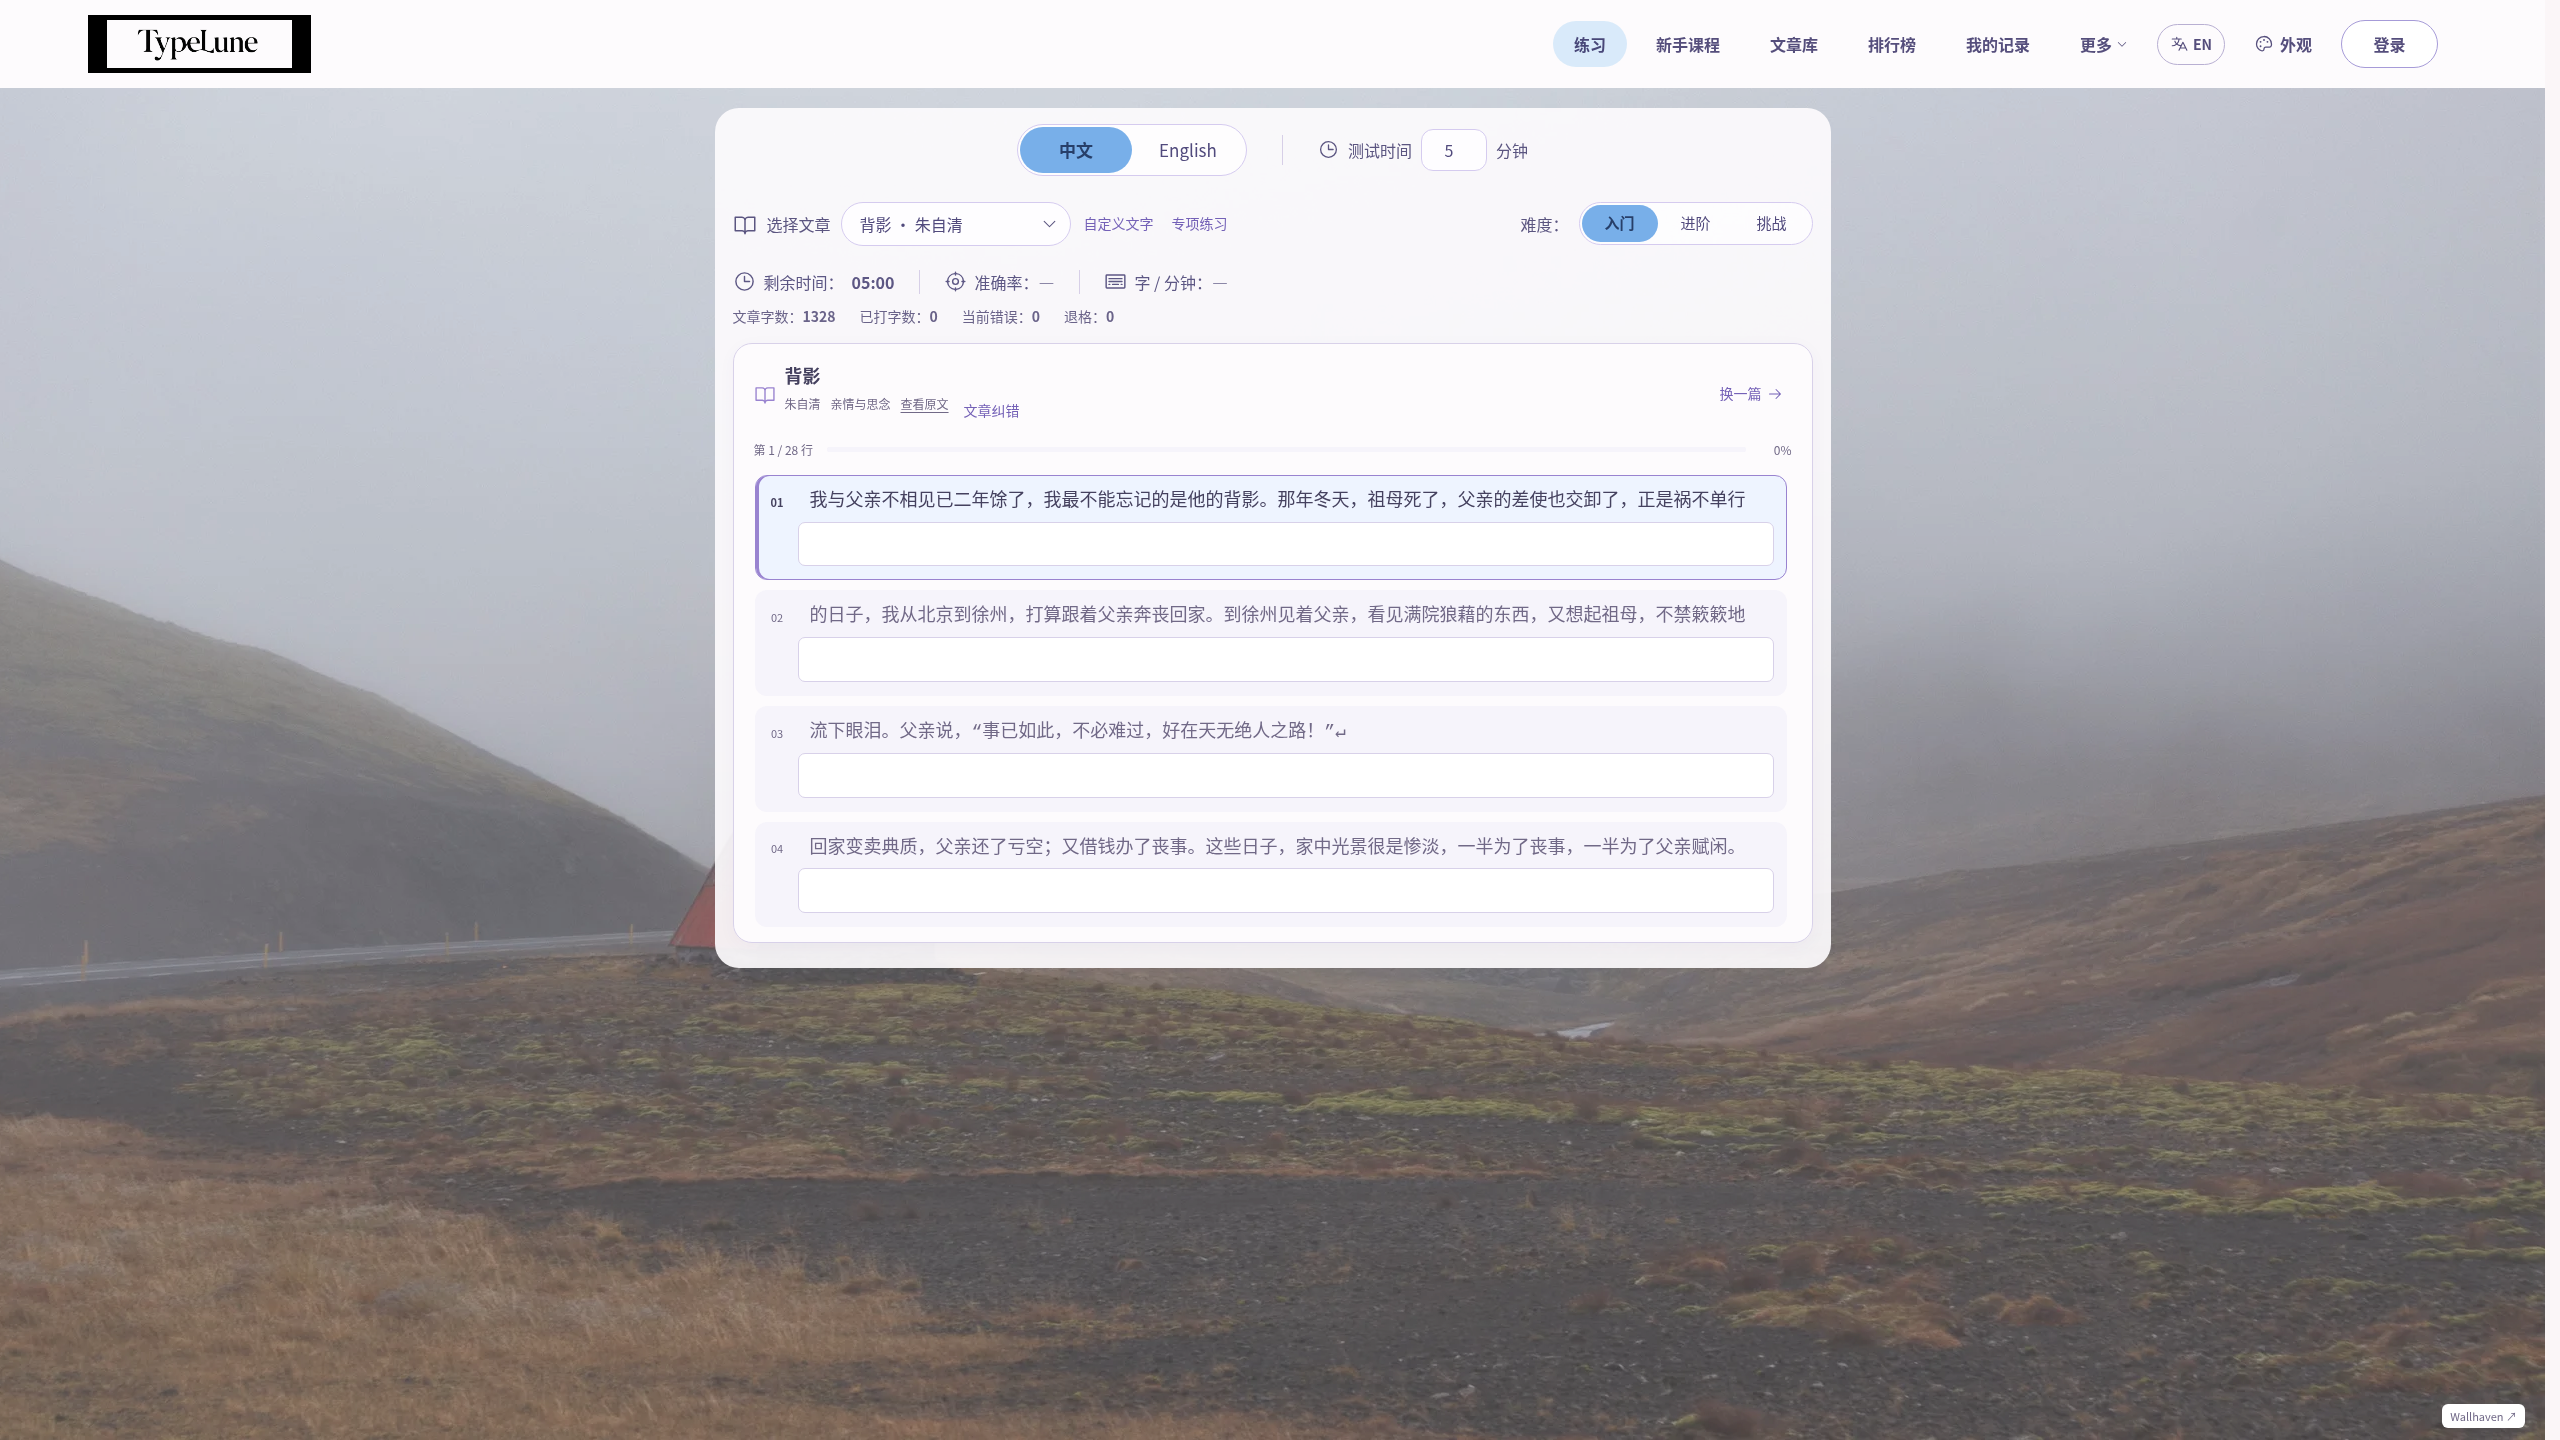 TypeLune
练习 新手课程 文章库 排行榜 我的记录 更多 EN 外观 登录
中文 English 测试时间 5 分钟
选择文章 背影 · 朱自清 自定义文字 专项练习 难度： 入门 进阶 挑战
剩余时间： 05:00 准确率：— 字 / 分钟：—
文章字数：1328 已打字数：0 当前错误：0 退格：0
背影
朱自清 亲情与思念 查看原文 文章纠错 换一篇 →
第 1 / 28 行 0%
01 我与父亲不相见已二年馀了，我最不能忘记的是他的背影。那年冬天，祖母死了，父亲的差使也交卸了，正是祸不单行
02 的日子，我从北京到徐州，打算跟着父亲奔丧回家。到徐州见着父亲，看见满院狼藉的东西，又想起祖母，不禁簌簌地
03 流下眼泪。父亲说，“事已如此，不必难过，好在天无绝人之路！”↵
04 回家变卖典质，父亲还了亏空；又借钱办了丧事。这些日子，家中光景很是惨淡，一半为了丧事，一半为了父亲赋闲。
Wallhaven ↗